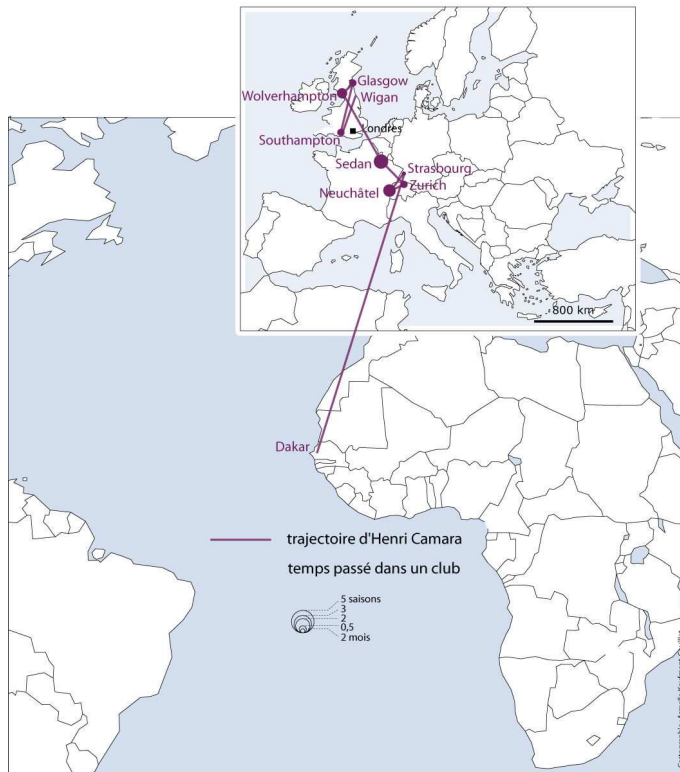 Glasgow
Wolverhampton
Wigan
Londres
Southampton
Sedan
Strasbourg
Neuchâtel
Zurich
800 km
Dakar
trajectoire d'Henri Camara
temps passé dans un club
5 saisons
3
2
0,5
2 mois